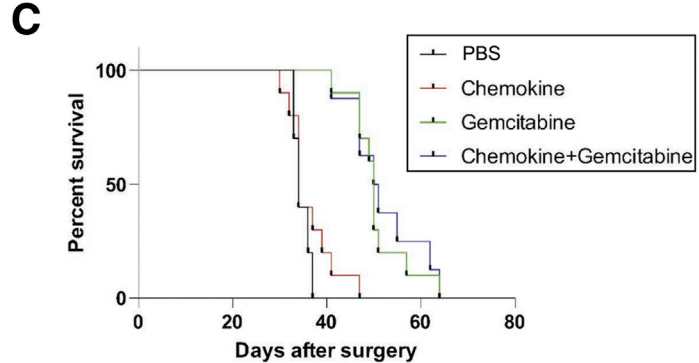 C
PBS
Chemokine
Gemcitabine
Chemokine+Gemcitabine
Percent survival
100
50
0
0 20 40 60 80
Days after surgery